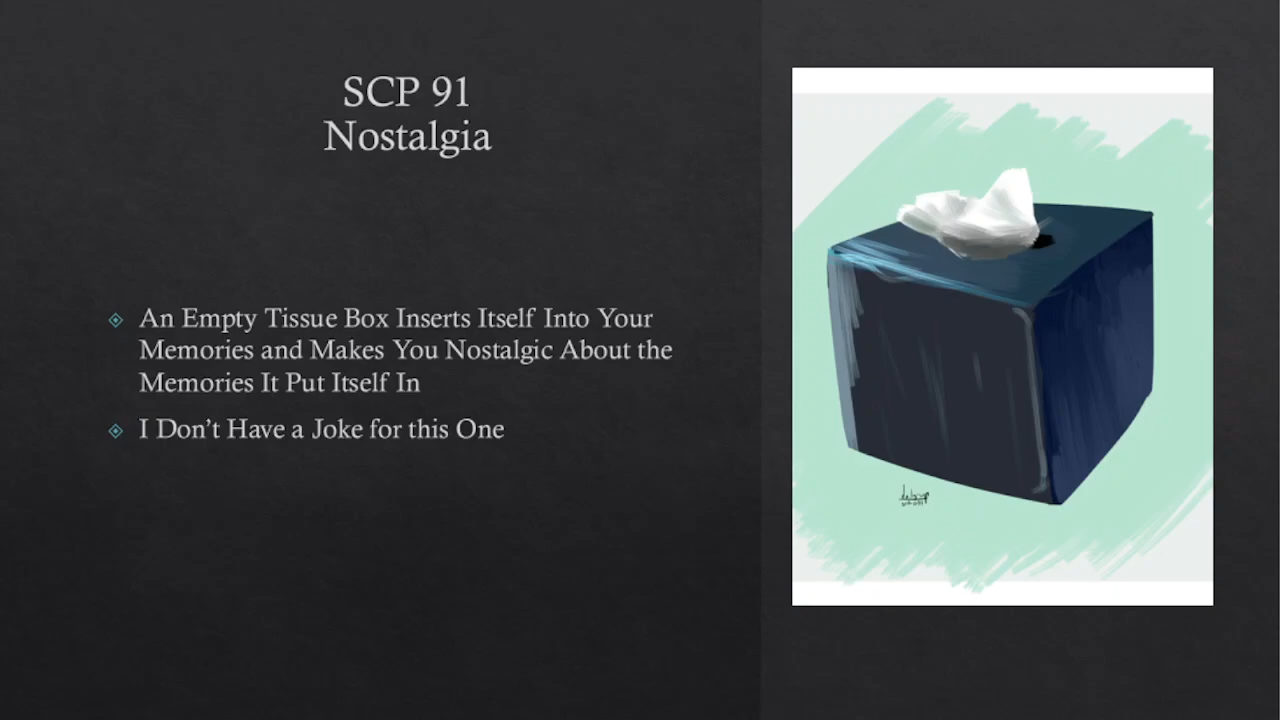 SCP 91
Nostalgia
An Empty Tissue Box Inserts Itself Into Your
Memories and Makes You Nostalgic About the
Memories It Put Itself In
I Don't Have a Joke for this One